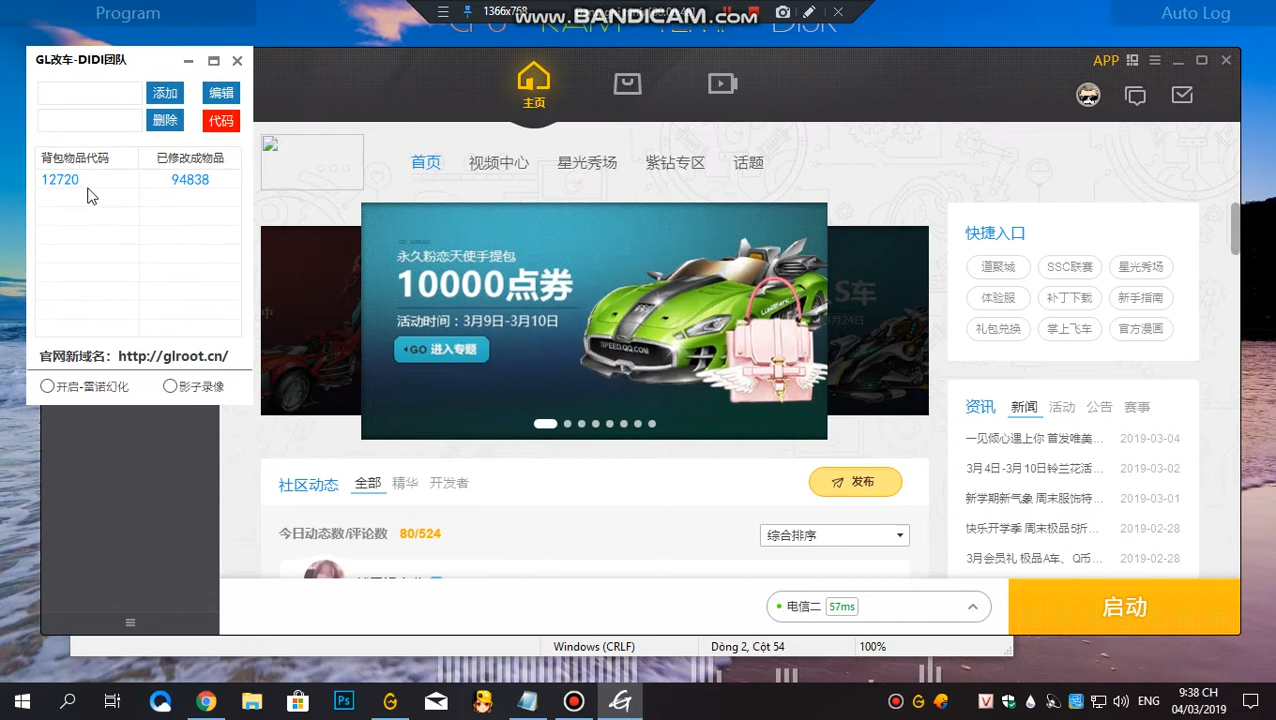 Program
1366x768
www.BANDICAM.com
Auto Log
GL改车-DIDI团队
添加
编辑
删除
代码
背包物品代码
已修改成物品
12720
94838
官网新域名：http://glroot.cn/
开启-雷诺幻化
影子录像
APP
主页
首页
视频中心
星光秀场
紫钻专区
话题
永久粉恋天使手提包
10000点券
活动时间：3月9日-3月10日
GO 进入专题
SPEED.QQ.COM
S车
月24日
快捷入口
道聚城
SSC联赛
星光秀场
体验服
补丁下载
新手指南
礼包兑换
掌上飞车
官方漫画
资讯
新闻
活动
公告
赛事
一见倾心遇上你 首发唯美...
2019-03-04
3月4日-3月10日铃兰花活...
2019-03-02
新学期新气象 周末服饰特...
2019-03-01
快乐开学季 周末极品5折...
2019-02-28
3月会员礼 极品A车、Q币...
2019-02-28
社区动态
全部
精华
开发者
发布
今日动态数/评论数
80/524
综合排序
电信二
57ms
启动
Windows (CRLF)
Dòng 2, Cột 54
100%
Ps
V
ENG
9:38 CH
04/03/2019